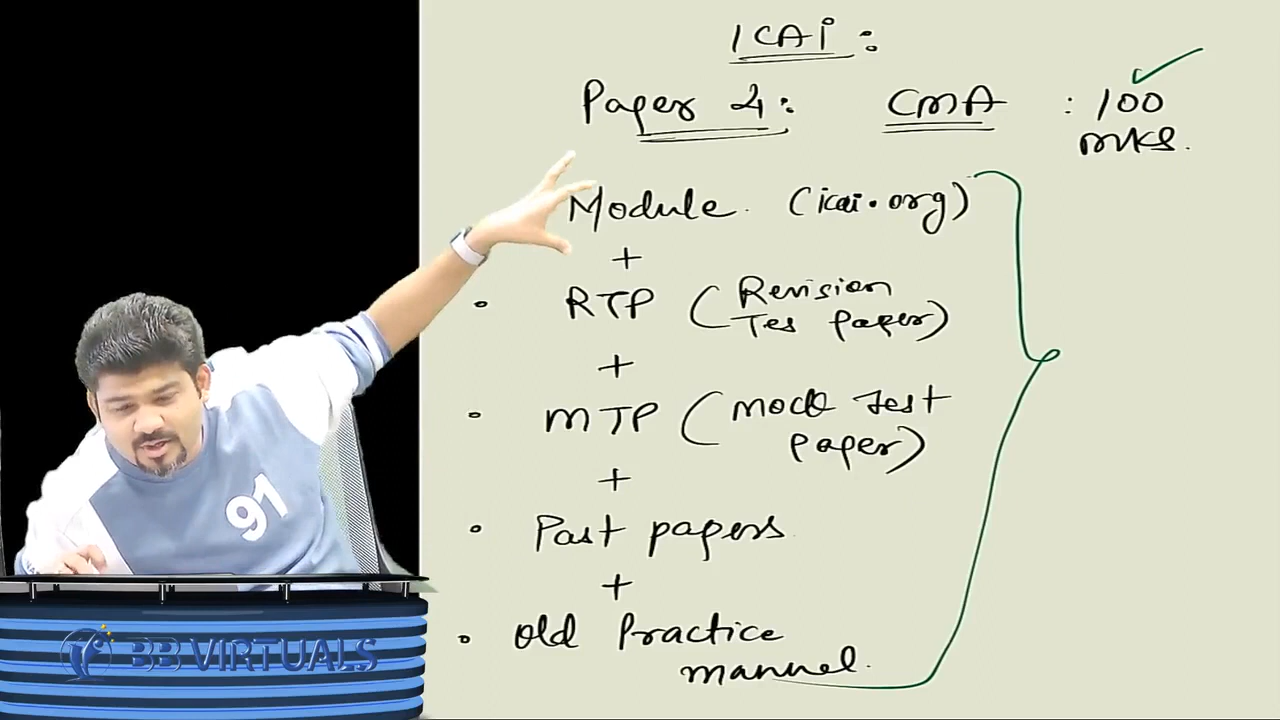 ICAI :
Paper 4 : CMA : 100
mks.
Module. (icai.org)
+
• RTP (Revision
Tes paper)
+
• MTP (Mock Test
paper)
+
• Past papers
+
• Old Practice
mannel.
91
BB VIRTUALS